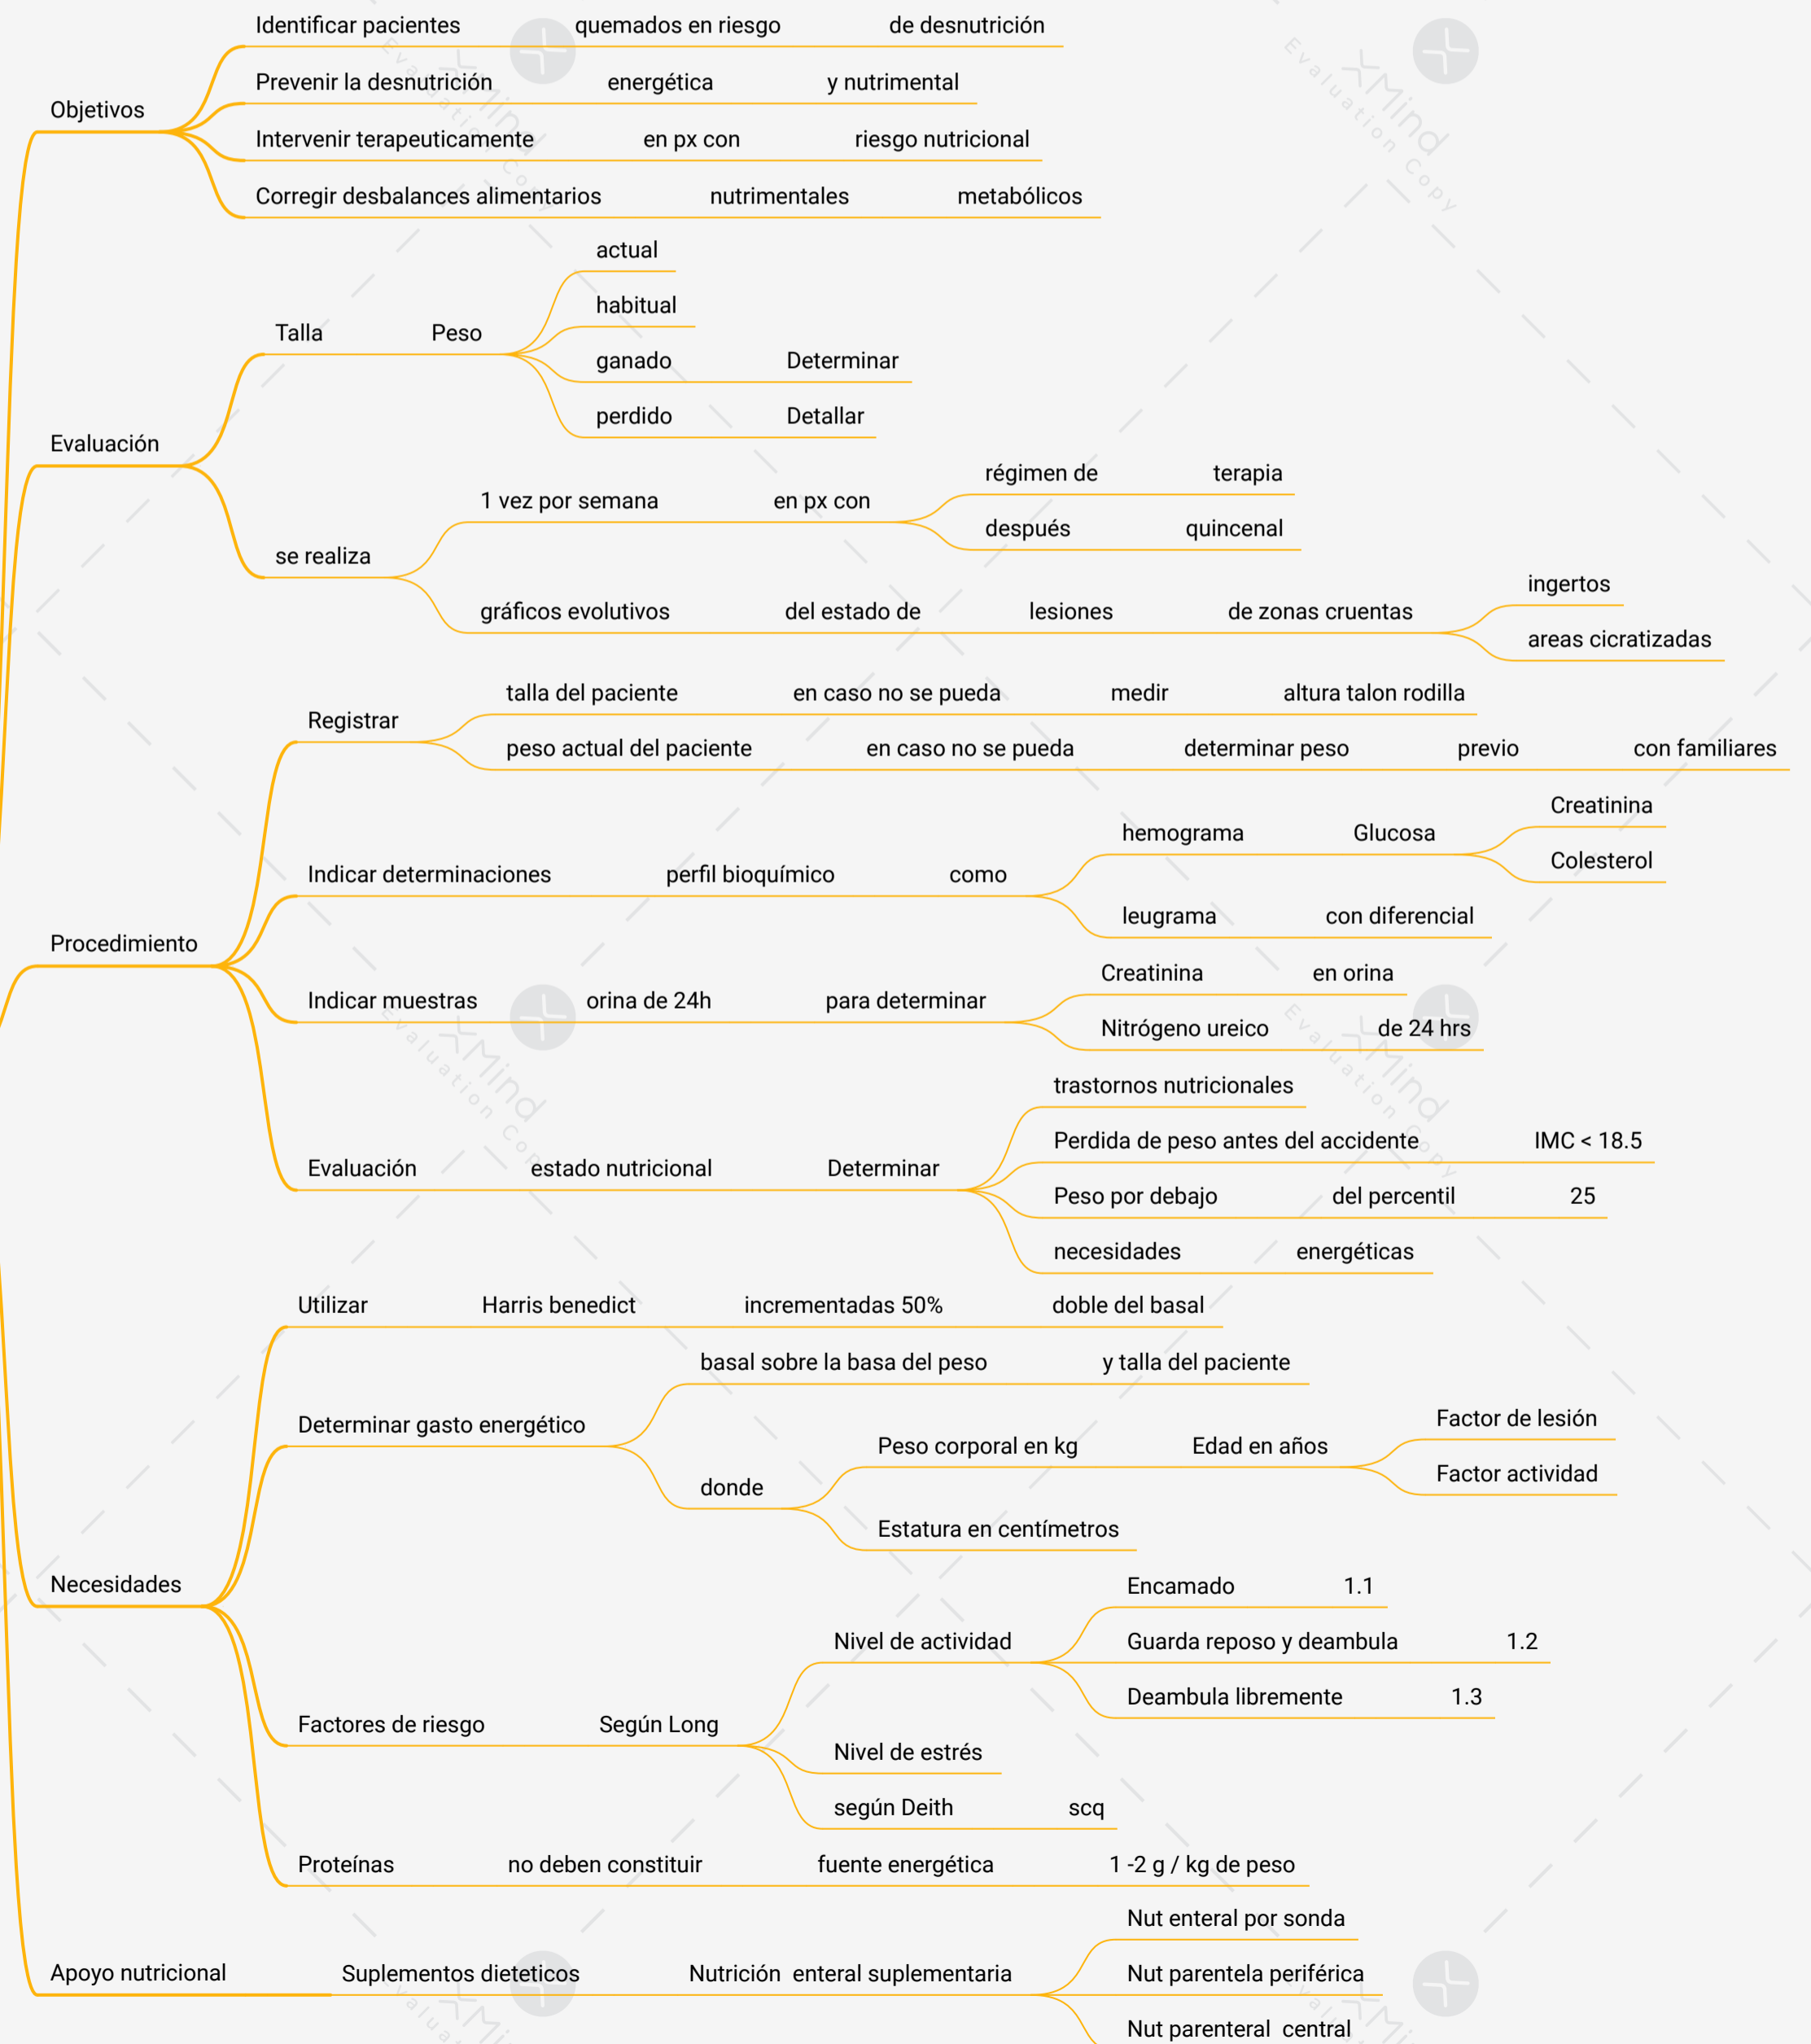 Identificar pacientes quemados en riesgo de desnutrición
Prevenir la desnutrición energética y nutrimental
Objetivos
Intervenir terapeuticamente en px con riesgo nutricional
Corregir desbalances alimentarios nutrimentales metabólicos
actual
habitual
Talla Peso
ganado Determinar
perdido Detallar
Evaluación
régimen de terapia
1 vez por semana en px con
después quincenal
se realiza
ingertos
gráficos evolutivos del estado de lesiones de zonas cruentas
areas cicratizadas
talla del paciente en caso no se pueda medir altura talon rodilla
Registrar
peso actual del paciente en caso no se pueda determinar peso previo con familiares
Creatinina
hemograma Glucosa
Colesterol
Indicar determinaciones perfil bioquímico como
leugrama con diferencial
Procedimiento
Creatinina en orina
Indicar muestras orina de 24h para determinar
Nitrógeno ureico de 24 hrs
trastornos nutricionales
Perdida de peso antes del accidente IMC < 18.5
Evaluación estado nutricional Determinar
Peso por debajo del percentil 25
necesidades energéticas
Utilizar Harris benedict incrementadas 50% doble del basal
basal sobre la basa del peso y talla del paciente
Determinar gasto energético
Factor de lesión
Peso corporal en kg Edad en años
Factor actividad
donde
Estatura en centímetros
Necesidades
Encamado 1.1
Nivel de actividad
Guarda reposo y deambula 1.2
Deambula libremente 1.3
Factores de riesgo Según Long
Nivel de estrés
según Deith scq
Proteínas no deben constituir fuente energética 1 -2 g / kg de peso
Nut enteral por sonda
Apoyo nutricional Suplementos dieteticos Nutrición enteral suplementaria
Nut parentela periférica
Nut parenteral central
XMind
Evaluation Copy
XMind
Evaluation Copy
XMind
Evaluation Copy
XMind
Evaluation Copy